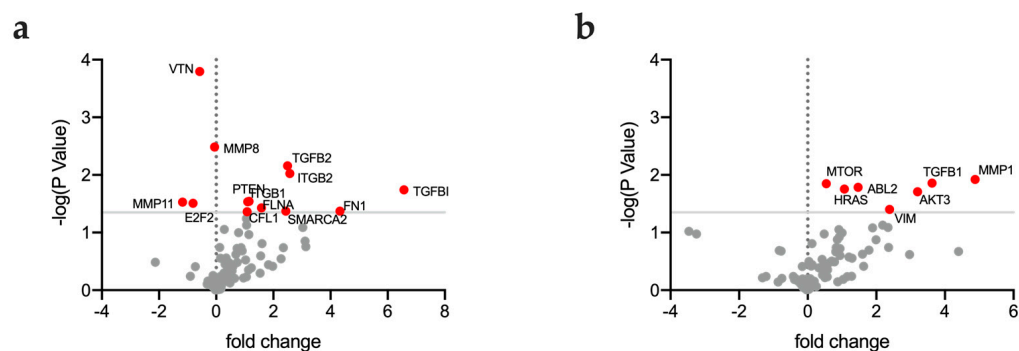 a
4
3
2
1
0
-log(P Value)
VTN
MMP8
TGFB2
ITGB2
PTEN
ITGB1
TGFBI
MMP11
E2F2
FLNA
CFL1
SMARCA2
FN1
-4 -2 0 2 4 6 8
fold change
b
4
3
2
1
0
-log(P Value)
MTOR
HRAS
ABL2
TGFB1
MMP1
AKT3
VIM
-4 -2 0 2 4 6
fold change